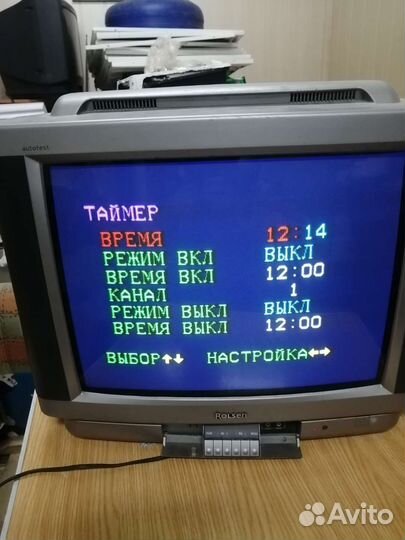 autotest
ТАЙМЕР
ВРЕМЯ 12:14
РЕЖИМ ВКЛ ВЫКЛ
ВРЕМЯ ВКЛ 12:00
КАНАЛ 1
РЕЖИМ ВЫКЛ ВЫКЛ
ВРЕМЯ ВЫКЛ 12:00
ВЫБОР↑↓ НАСТРОЙКА←→
Rolsen
Avito